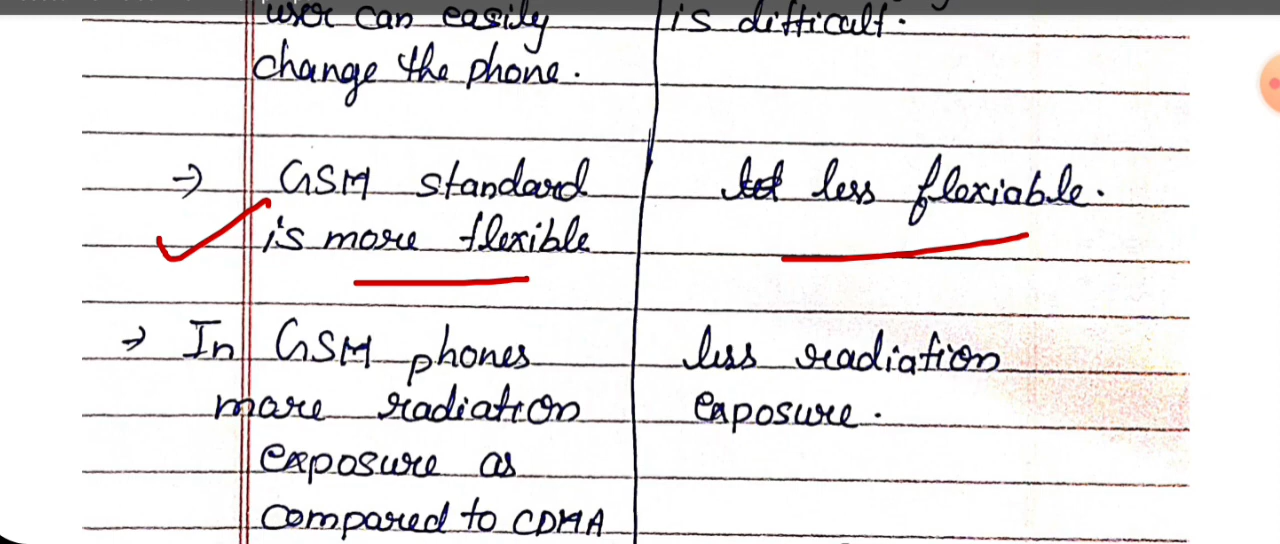 user can easily
change the phone.
is difficult.
→ GSM standard
is more flexible
less flexiable.
→ In GSM phones
more radiation
exposure as
compared to CDMA
less radiation
exposure.